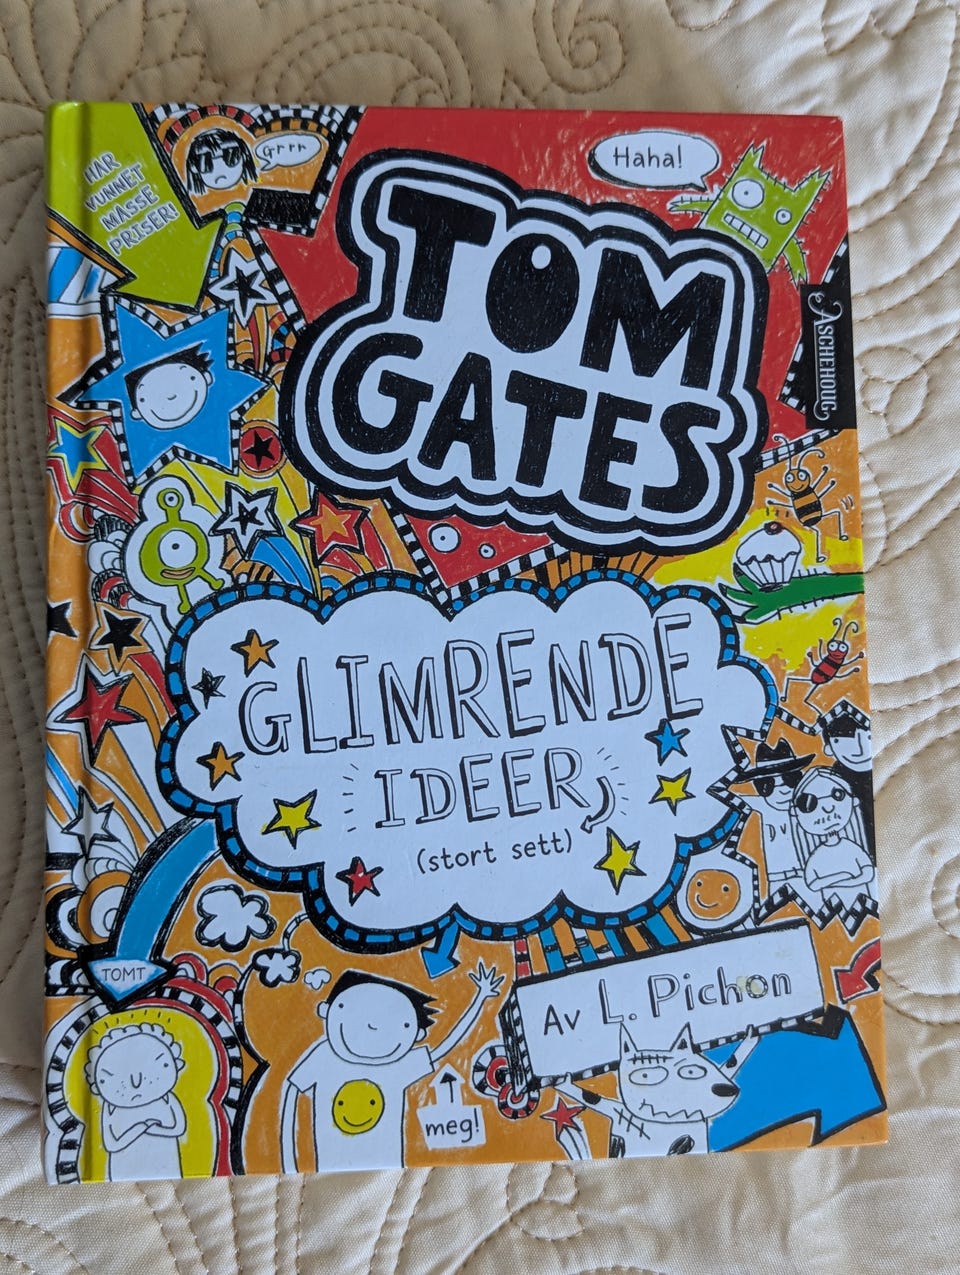 HAR
VUNNET
MASSE
PRISER!
Grrr
Haha!
TOM
GATES
ASCHEHOUG
GLIMRENDE
IDEER,
(stort sett)
TOMT
Av L. Pichon
meg!